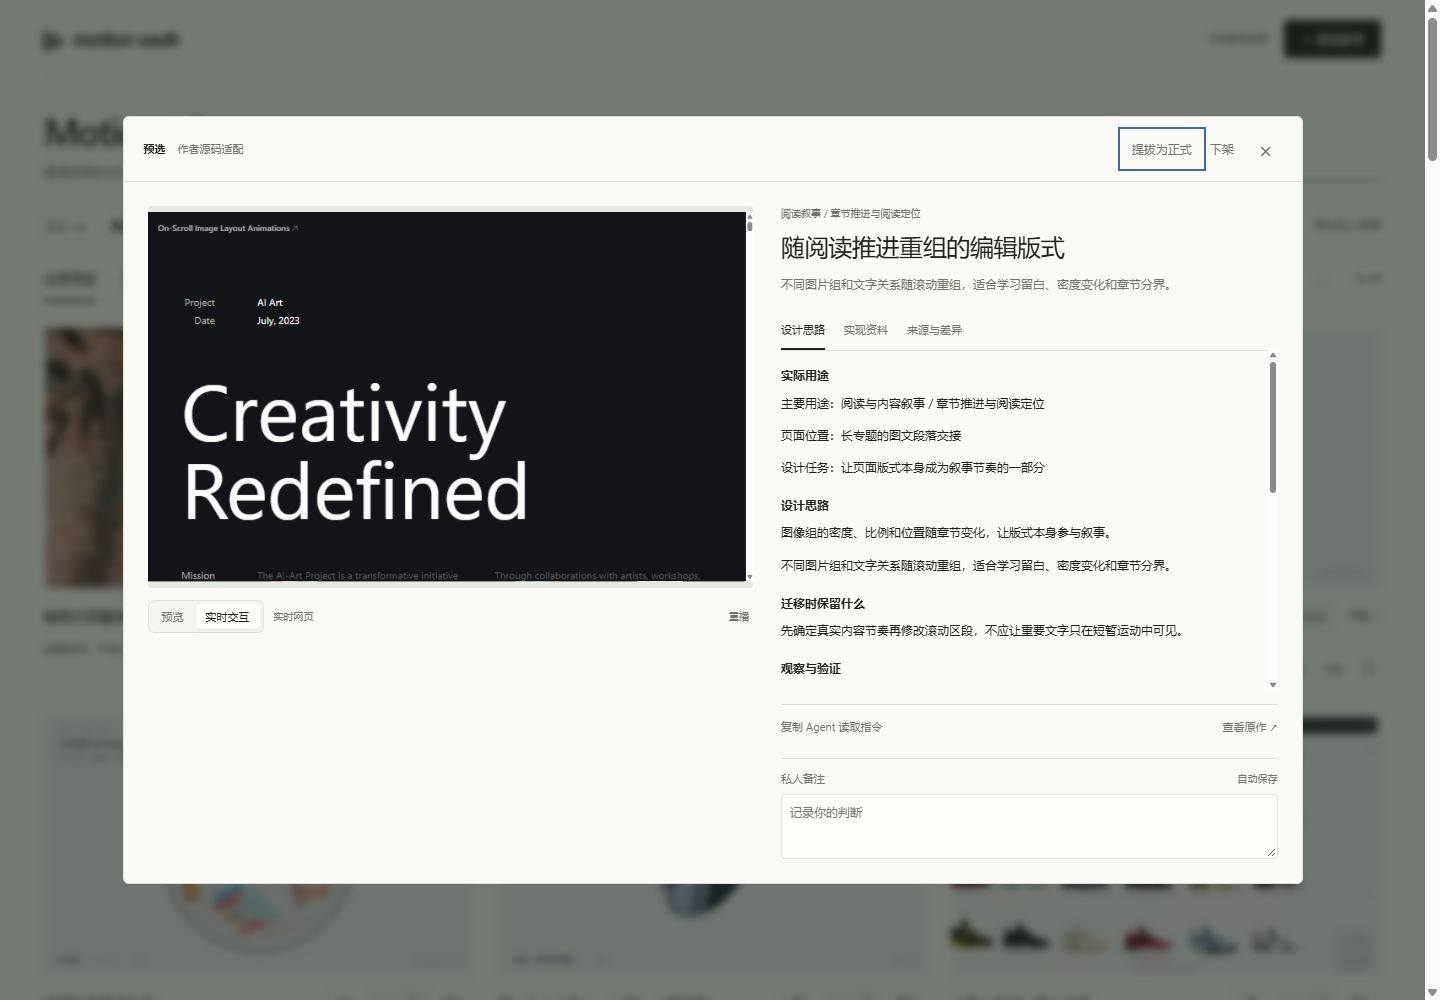 motion vault
预选 作者源码适配
提拔为正式 下架 ×
On-Scroll Image Layout Animations ↗
Project AI Art
Date July, 2023
Creativity
Redefined
Mission The AI-Art Project is a transformative initiative Through collaborations with artists, workshops,
预览 实时交互 实时网页 重播
阅读叙事 / 章节推进与阅读定位
随阅读推进重组的编辑版式
不同图片组和文字关系随滚动重组，适合学习留白、密度变化和章节分界。
设计思路 实现资料 来源与差异
实际用途
主要用途：阅读与内容叙事 / 章节推进与阅读定位
页面位置：长专题的图文段落交接
设计任务：让页面版式本身成为叙事节奏的一部分
设计思路
图像组的密度、比例和位置随章节变化，让版式本身参与叙事。
不同图片组和文字关系随滚动重组，适合学习留白、密度变化和章节分界。
迁移时保留什么
先确定真实内容节奏再修改滚动区段，不应让重要文字只在短暂运动中可见。
观察与验证
复制 Agent 读取指令 查看原作 ↗
私人备注 自动保存
记录你的判断